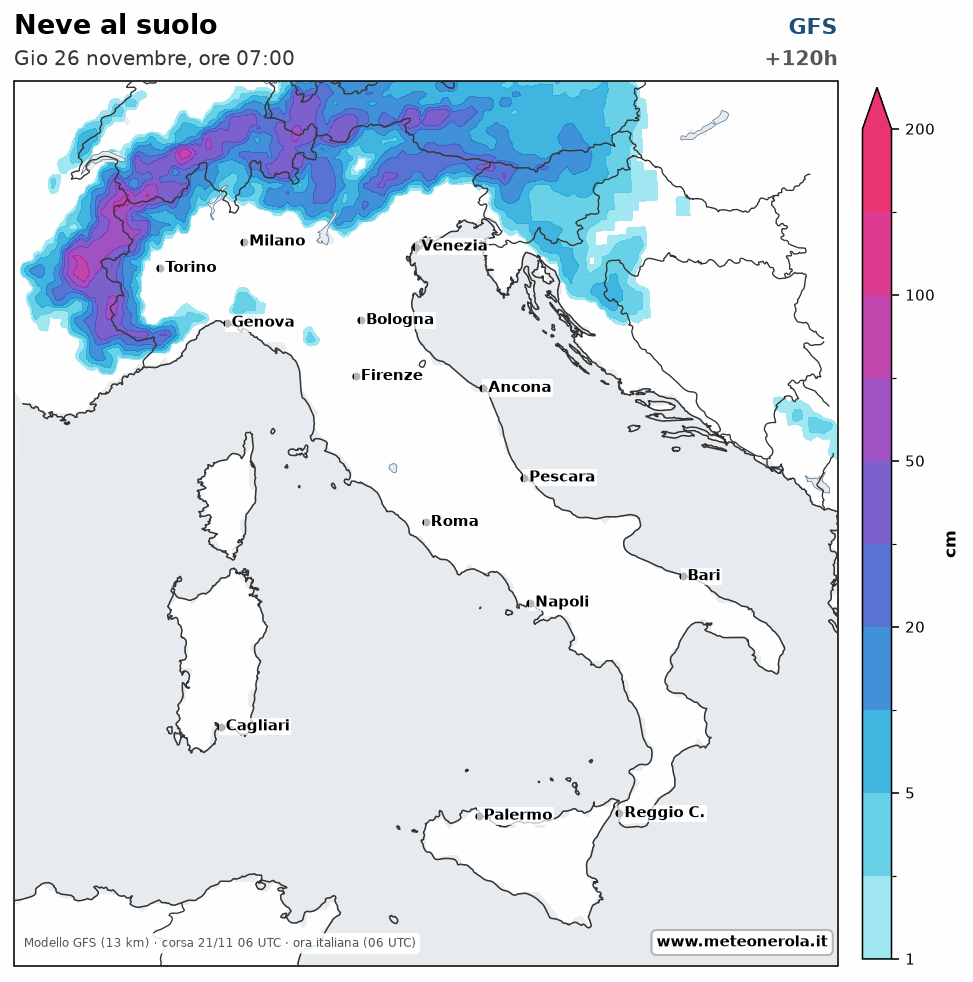 Neve al suolo
GFS
Gio 26 novembre, ore 07:00
+120h
200
100
50
20
5
1
cm
Milano
Venezia
Torino
Genova
Bologna
Firenze
Ancona
Pescara
Roma
Bari
Napoli
Cagliari
Palermo
Reggio C.
Modello GFS (13 km) · corsa 21/11 06 UTC · ora italiana (06 UTC)
www.meteonerola.it